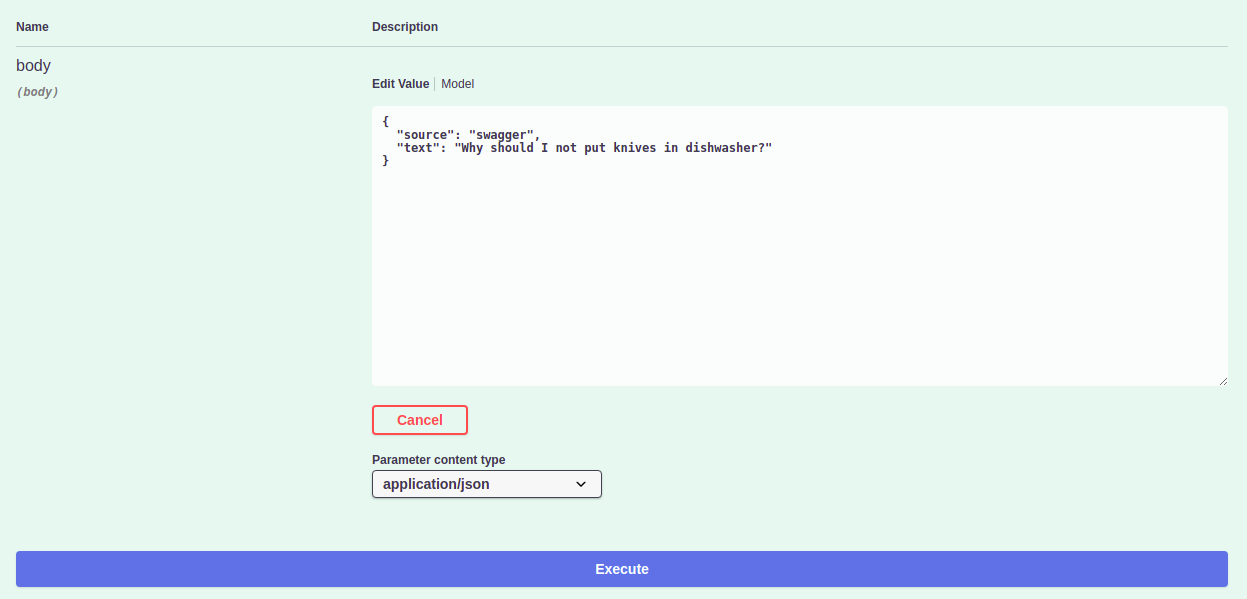 Name Description
body
(body)
Edit Value Model
{
"source": "swagger",
"text": "Why should I not put knives in dishwasher?"
}
Cancel
Parameter content type
application/json
Execute